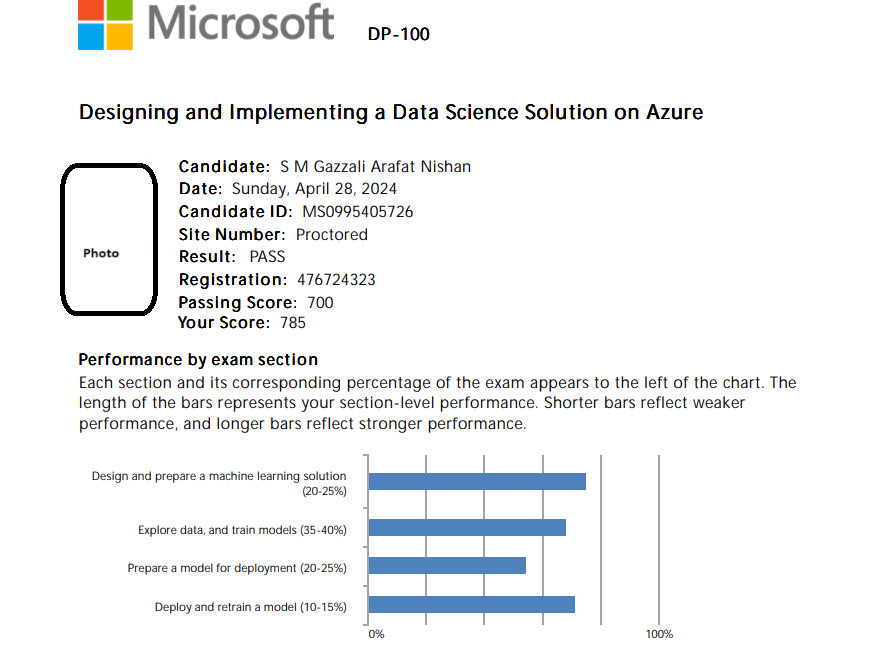 Microsoft DP-100
Designing and Implementing a Data Science Solution on Azure
Photo
Candidate: S M Gazzali Arafat Nishan
Date: Sunday, April 28, 2024
Candidate ID: MS0995405726
Site Number: Proctored
Result: PASS
Registration: 476724323
Passing Score: 700
Your Score: 785
Performance by exam section
Each section and its corresponding percentage of the exam appears to the left of the chart. The
length of the bars represents your section-level performance. Shorter bars reflect weaker
performance, and longer bars reflect stronger performance.
Design and prepare a machine learning solution
(20-25%)
Explore data, and train models (35-40%)
Prepare a model for deployment (20-25%)
Deploy and retrain a model (10-15%)
0% 100%